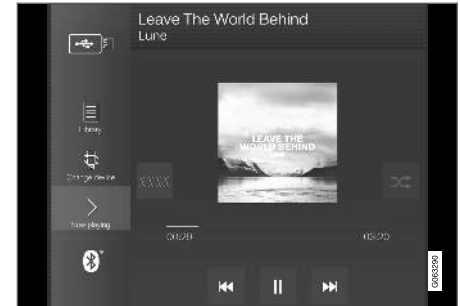 Leave The World Behind
Lune
Library
Change device
Now playing
LEAVE THE
WORLD BEHIND
XXXX
00:29
03:20
G063290